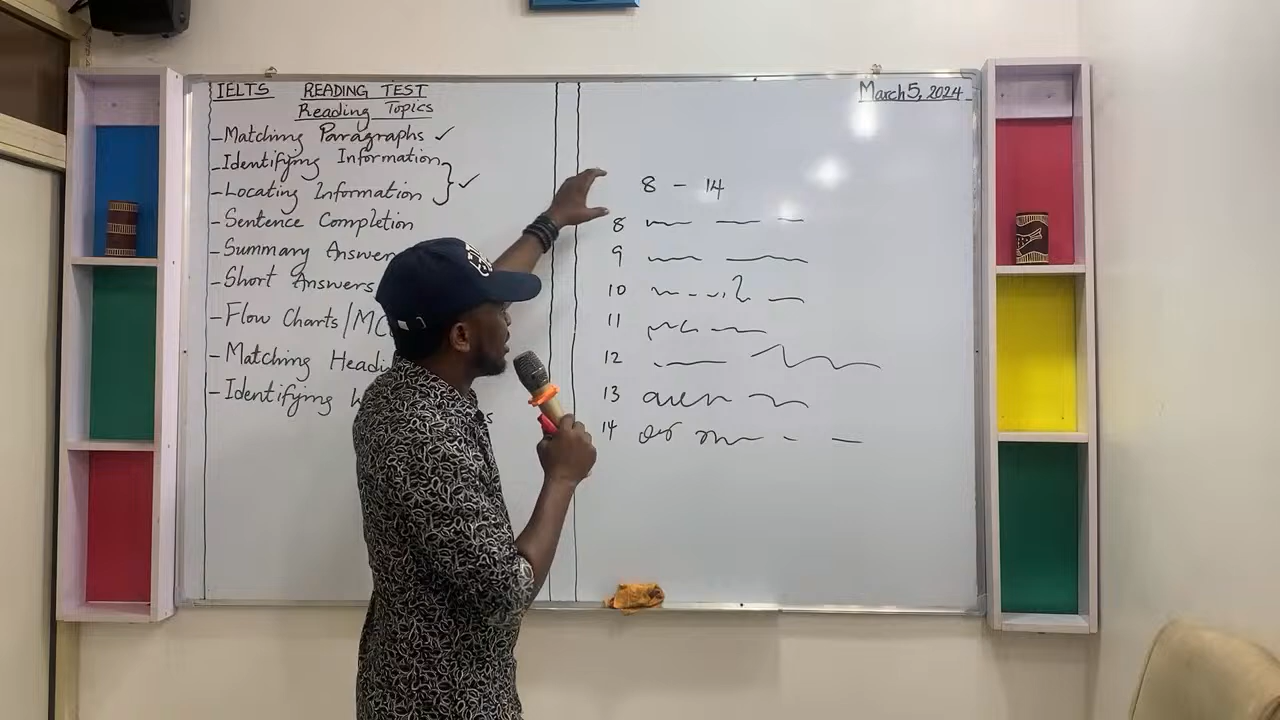 IELTS READING TEST
Reading Topics
- Matching Paragraphs ✓
- Identifying Information
- Locating Information ✓
- Sentence Completion
- Summary Answer
- Short Answers
- Flow Charts/MC
- Matching Headi
- Identifying
March 5, 2024
8 - 14
8
9
10
11
12
13
14